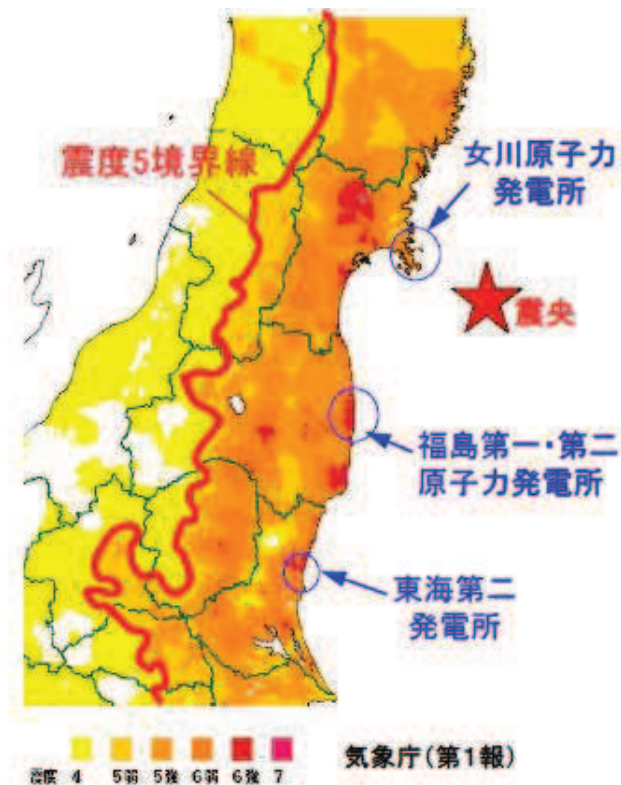 震度5境界線
女川原子力
発電所
震央
福島第一・第二
原子力発電所
東海第二
発電所
気象庁(第1報)
震度 4 5弱 5強 6弱 6強 7